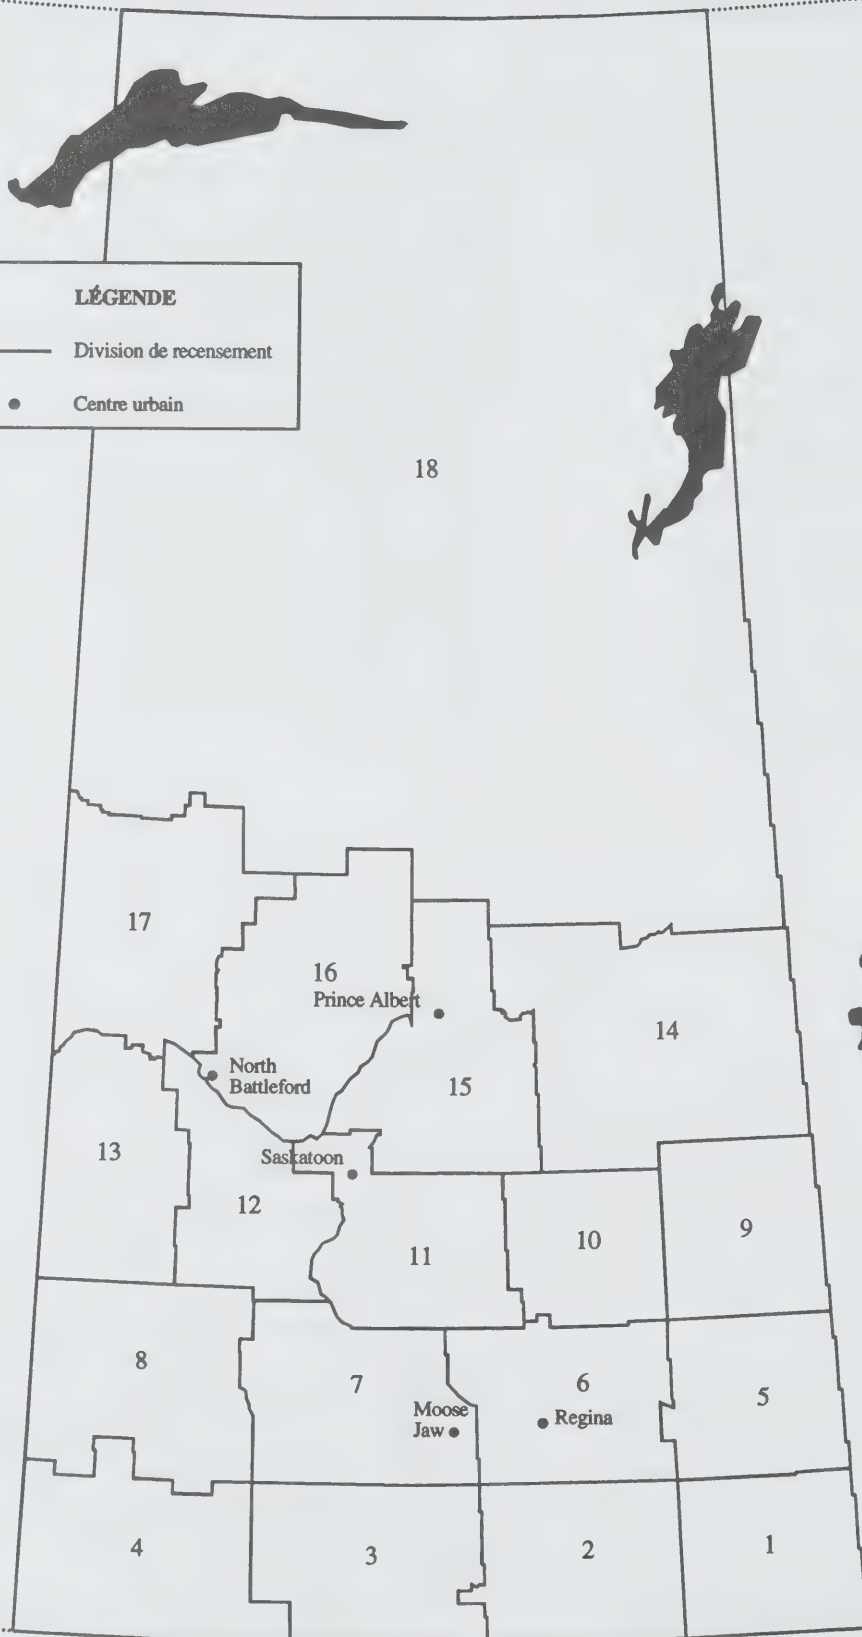 LÉGENDE
Division de recensement
Centre urbain
18
17
16
Prince Albert
14
North
Battleford
15
13
Saskatoon
12
11
10
9
8
7
6
5
Moose
Jaw
Regina
4
3
2
1